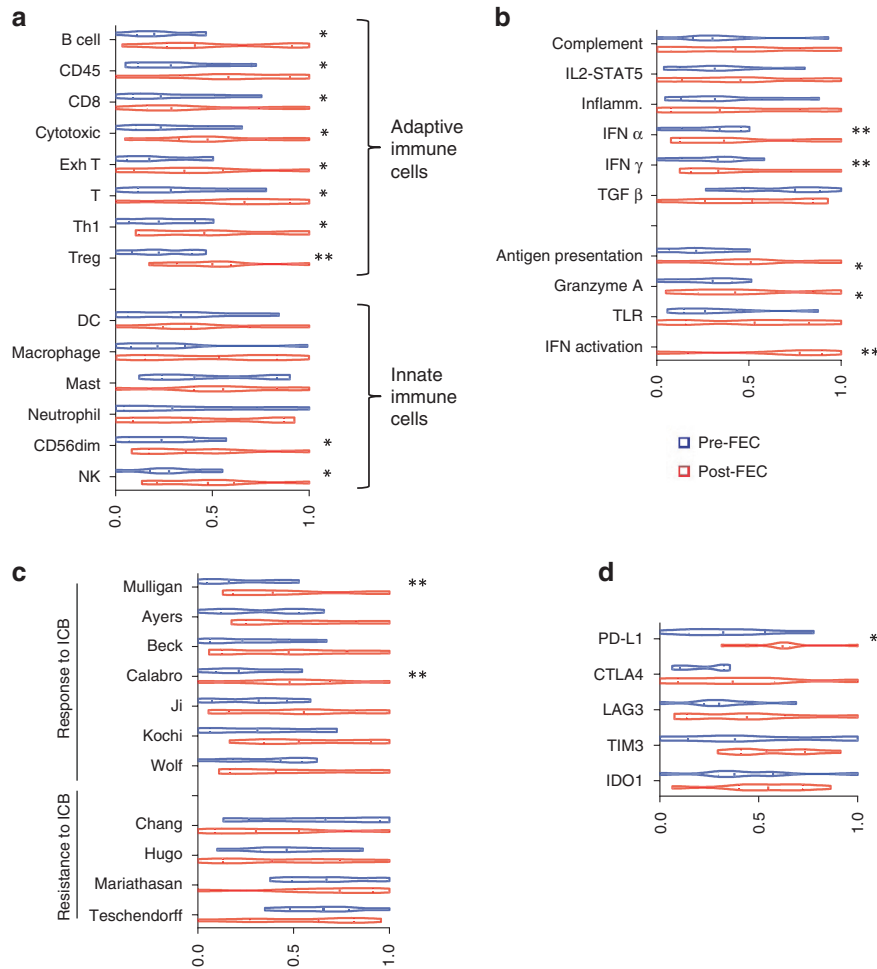 a
B cell *
CD45 *
CD8 *
Cytotoxic *
Exh T *
T *
Th1 *
Treg **
Adaptive
immune
cells
DC
Macrophage
Mast
Neutrophil
CD56dim *
NK *
Innate
immune
cells
0.0 0.5 1.0
b
Complement
IL2-STAT5
Inflamm.
IFN α **
IFN γ **
TGF β
Antigen presentation *
Granzyme A *
TLR
IFN activation **
0.0 0.5 1.0
Pre-FEC
Post-FEC
c
Response to ICB
Mulligan **
Ayers
Beck
Calabro **
Ji
Kochi
Wolf
Resistance to ICB
Chang
Hugo
Mariathasan
Teschendorff
0.0 0.5 1.0
d
PD-L1 *
CTLA4
LAG3
TIM3
IDO1
0.0 0.5 1.0